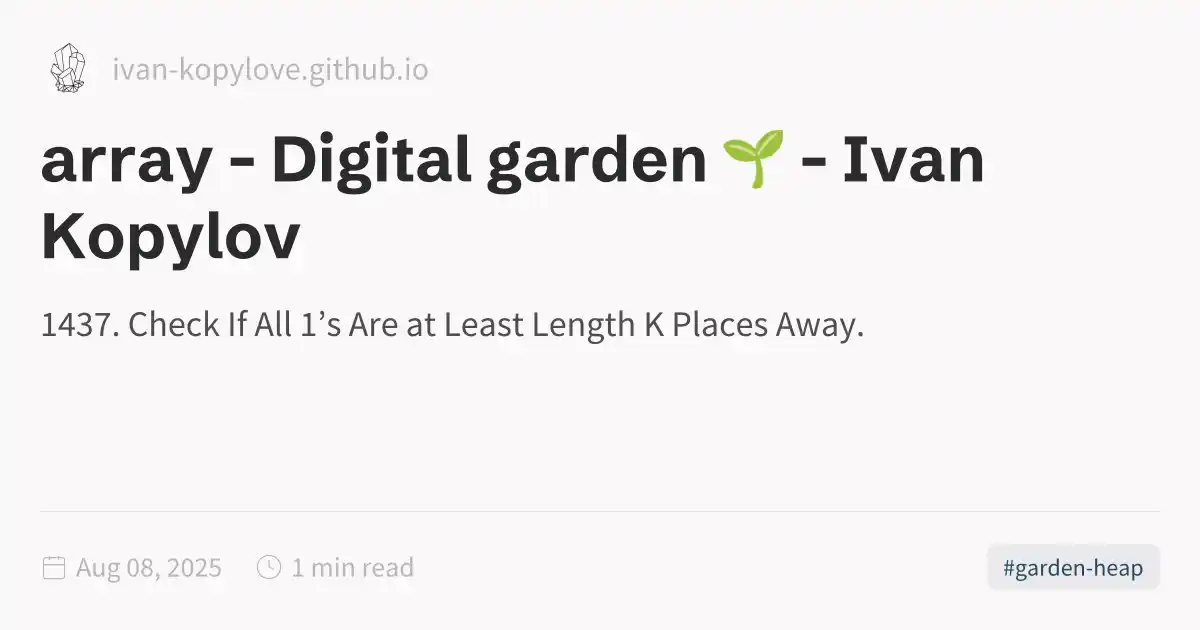 ivan-kopylove.github.io
array - Digital garden 🌱 - Ivan
Kopylov
1437. Check If All 1’s Are at Least Length K Places Away.
Aug 08, 2025
1 min read
#garden-heap